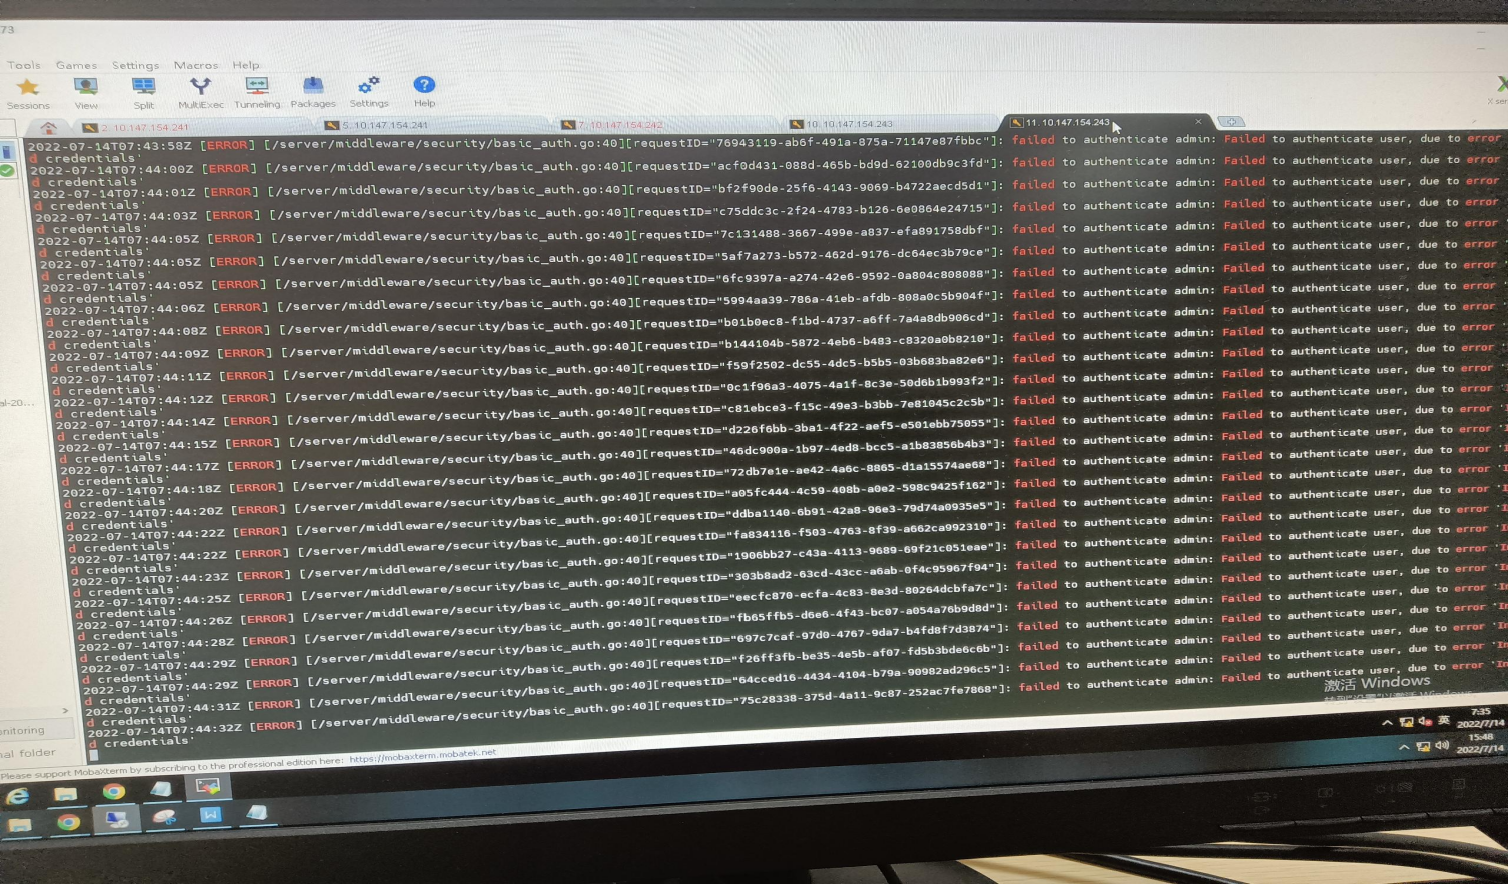 73
Tools Games Settings Macros Help
Sessions View Split MultiExec Tunneling Packages Settings Help
X ser
2. 10.147.154.241 5. 10.147.154.241 7. 10.147.154.242 10. 10.147.154.243 11. 10.147.154.243
2022-07-14T07:43:58Z [ERROR] [/server/middleware/security/basic_auth.go:40][requestID="76943119-ab6f-491a-875a-71147e87fbbc"]: failed to authenticate admin: Failed to authenticate user, due to error
d credentials'
2022-07-14T07:44:00Z [ERROR] [/server/middleware/security/basic_auth.go:40][requestID="acf0d431-088d-465b-bd9d-62100db9c3fd"]: failed to authenticate admin: Failed to authenticate user, due to error
d credentials'
2022-07-14T07:44:01Z [ERROR] [/server/middleware/security/basic_auth.go:40][requestID="bf2f90de-25f6-4143-9069-b4722aecd5d1"]: failed to authenticate admin: Failed to authenticate user, due to error
d credentials'
2022-07-14T07:44:03Z [ERROR] [/server/middleware/security/basic_auth.go:40][requestID="c75ddc3c-2f24-4783-b126-6e0864e24715"]: failed to authenticate admin: Failed to authenticate user, due to error
d credentials'
2022-07-14T07:44:05Z [ERROR] [/server/middleware/security/basic_auth.go:40][requestID="7c131488-3667-499e-a837-efa891758dbf"]: failed to authenticate admin: Failed to authenticate user, due to error
d credentials'
2022-07-14T07:44:05Z [ERROR] [/server/middleware/security/basic_auth.go:40][requestID="5af7a273-b572-462d-9176-dc64ec3b79ce"]: failed to authenticate admin: Failed to authenticate user, due to error
d credentials'
2022-07-14T07:44:05Z [ERROR] [/server/middleware/security/basic_auth.go:40][requestID="6fc9397a-a274-42e6-9592-0a804c808088"]: failed to authenticate admin: Failed to authenticate user, due to error
d credentials'
2022-07-14T07:44:06Z [ERROR] [/server/middleware/security/basic_auth.go:40][requestID="5994aa39-786a-41eb-afdb-808a0c5b904f"]: failed to authenticate admin: Failed to authenticate user, due to error
d credentials'
2022-07-14T07:44:08Z [ERROR] [/server/middleware/security/basic_auth.go:40][requestID="b01b0ec8-f1bd-4737-a6ff-7a4a8db906cd"]: failed to authenticate admin: Failed to authenticate user, due to error
d credentials'
2022-07-14T07:44:09Z [ERROR] [/server/middleware/security/basic_auth.go:40][requestID="b144104b-5872-4eb6-b483-c8320a0b8210"]: failed to authenticate admin: Failed to authenticate user, due to error
d credentials'
2022-07-14T07:44:11Z [ERROR] [/server/middleware/security/basic_auth.go:40][requestID="f59f2502-dc55-4dc5-b5b5-03b683ba82e6"]: failed to authenticate admin: Failed to authenticate user, due to error
d credentials'
2022-07-14T07:44:12Z [ERROR] [/server/middleware/security/basic_auth.go:40][requestID="0c1f96a3-4075-4a1f-8c3e-50d6b1b993f2"]: failed to authenticate admin: Failed to authenticate user, due to error
d credentials'
2022-07-14T07:44:14Z [ERROR] [/server/middleware/security/basic_auth.go:40][requestID="c81ebce3-f15c-49e3-b3bb-7e81045c2c5b"]: failed to authenticate admin: Failed to authenticate user, due to error
d credentials'
2022-07-14T07:44:15Z [ERROR] [/server/middleware/security/basic_auth.go:40][requestID="d226f6bb-3ba1-4f22-aef5-e501ebb75055"]: failed to authenticate admin: Failed to authenticate user, due to error
d credentials'
2022-07-14T07:44:17Z [ERROR] [/server/middleware/security/basic_auth.go:40][requestID="46dc900a-1b97-4ed8-bcc5-a1b83856b4b3"]: failed to authenticate admin: Failed to authenticate user, due to error 'I
d credentials'
2022-07-14T07:44:18Z [ERROR] [/server/middleware/security/basic_auth.go:40][requestID="72db7e1e-ae42-4a6c-8865-d1a15574ae68"]: failed to authenticate admin: Failed to authenticate user, due to error 'I
d credentials'
2022-07-14T07:44:20Z [ERROR] [/server/middleware/security/basic_auth.go:40][requestID="a05fc444-4c59-408b-a0e2-598c9425f162"]: failed to authenticate admin: Failed to authenticate user, due to error 'I
d credentials'
2022-07-14T07:44:22Z [ERROR] [/server/middleware/security/basic_auth.go:40][requestID="ddba1140-6b91-42a8-96e3-79d74a0935e5"]: failed to authenticate admin: Failed to authenticate user, due to error 'I
d credentials'
2022-07-14T07:44:22Z [ERROR] [/server/middleware/security/basic_auth.go:40][requestID="fa834116-f503-4763-8f39-a662ca992310"]: failed to authenticate admin: Failed to authenticate user, due to error 'In
d credentials'
2022-07-14T07:44:23Z [ERROR] [/server/middleware/security/basic_auth.go:40][requestID="1906bb27-c43a-4113-9689-69f21c051eae"]: failed to authenticate admin: Failed to authenticate user, due to error 'In
d credentials'
2022-07-14T07:44:25Z [ERROR] [/server/middleware/security/basic_auth.go:40][requestID="303b8ad2-63cd-43cc-a6ab-0f4c95967f94"]: failed to authenticate admin: Failed to authenticate user, due to error 'In
d credentials'
2022-07-14T07:44:26Z [ERROR] [/server/middleware/security/basic_auth.go:40][requestID="eecfc870-ecfa-4c83-8e3d-80264dcbfa7c"]: failed to authenticate admin: Failed to authenticate user, due to error 'In
d credentials'
2022-07-14T07:44:28Z [ERROR] [/server/middleware/security/basic_auth.go:40][requestID="fb65ffb5-d6e6-4f43-bc07-a054a76b9d8d"]: failed to authenticate admin: Failed to authenticate user, due to error 'In
d credentials'
2022-07-14T07:44:29Z [ERROR] [/server/middleware/security/basic_auth.go:40][requestID="697c7caf-97d0-4767-9da7-b4fd8f7d3874"]: failed to authenticate admin: Failed to authenticate user, due to error 'In
d credentials'
2022-07-14T07:44:29Z [ERROR] [/server/middleware/security/basic_auth.go:40][requestID="f26ff3fb-be35-4e5b-af07-fd5b3bde6c6b"]: failed to authenticate admin: Failed to authenticate user, due to error 'In
d credentials'
2022-07-14T07:44:31Z [ERROR] [/server/middleware/security/basic_auth.go:40][requestID="64cced16-4434-4104-b79a-90982ad296c5"]: failed to authenticate admin: Failed to authenticate user, due to error 'In
d credentials'
2022-07-14T07:44:32Z [ERROR] [/server/middleware/security/basic_auth.go:40][requestID="75c28338-375d-4a11-9c87-252ac7fe7868"]: failed to authenticate admin: Failed to authenticate user, due to error 'In
d credentials'
al-20...
激活 Windows
转到"设置"以激活 Windows
nitoring
nal folder
Please support MobaXterm by subscribing to the professional edition here: https://mobaxterm.mobatek.net
英 7:35
2022/7/14
15:48
2022/7/14